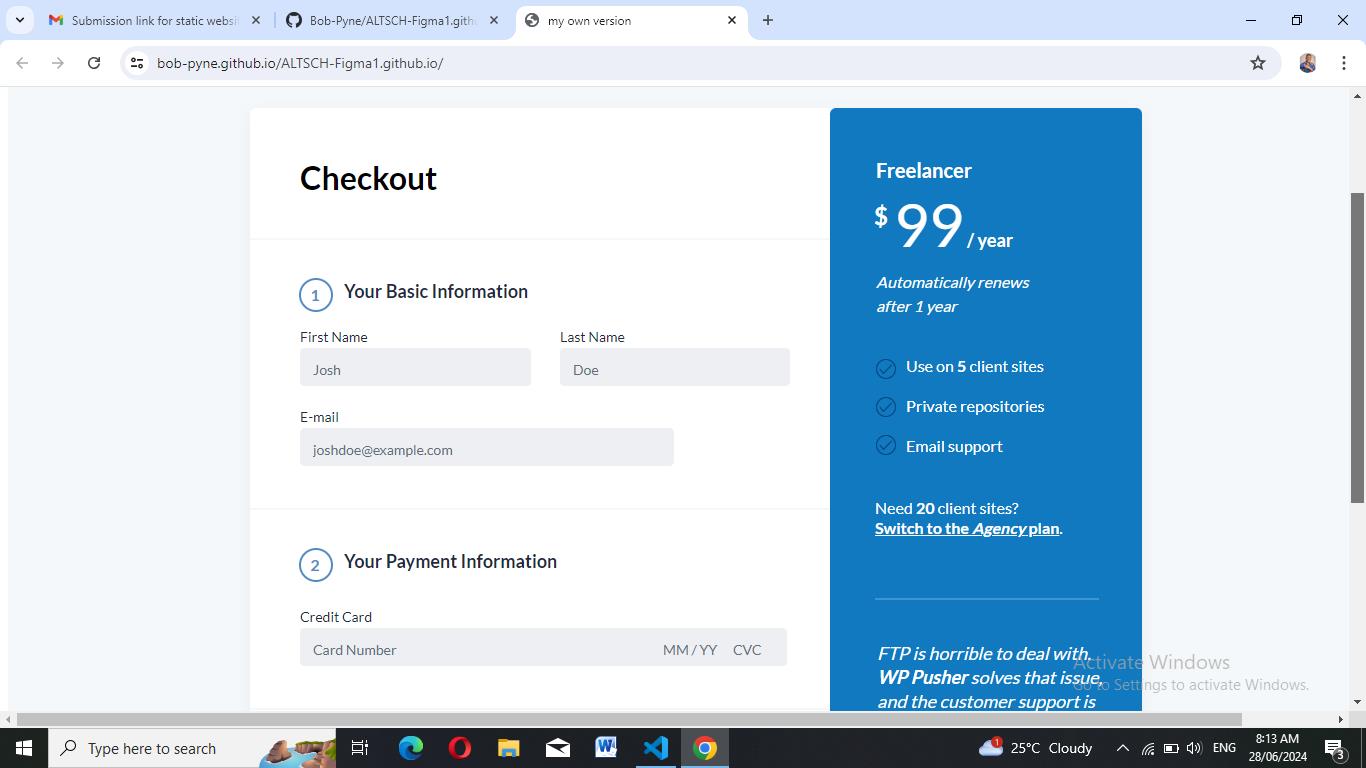 Submission link for static websi
Bob-Pyne/ALTSCH-Figma1.gith
my own version
bob-pyne.github.io/ALTSCH-Figma1.github.io/
Checkout
1 Your Basic Information
First Name Last Name
Josh Doe
E-mail
joshdoe@example.com
2 Your Payment Information
Credit Card
Card Number MM / YY CVC
Freelancer
$ 99 / year
Automatically renews
after 1 year
Use on 5 client sites
Private repositories
Email support
Need 20 client sites?
Switch to the Agency plan.
FTP is horrible to deal with.
WP Pusher solves that issue,
and the customer support is
Activate Windows
Go to Settings to activate Windows.
Type here to search
1
25°C Cloudy
ENG
8:13 AM
28/06/2024
3